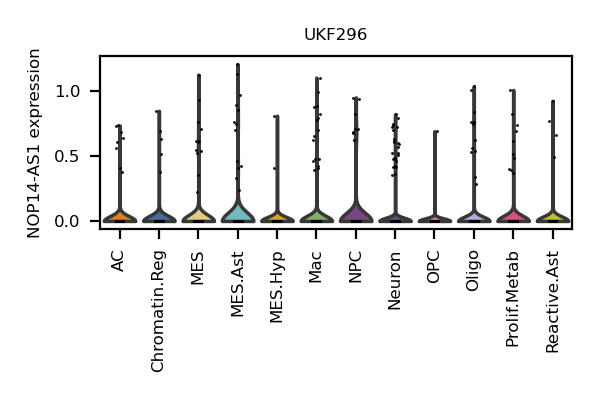 UKF296
NOP14-AS1 expression
1.0
0.5
0.0
AC
Chromatin.Reg
MES
MES.Ast
MES.Hyp
Mac
NPC
Neuron
OPC
Oligo
Prolif.Metab
Reactive.Ast